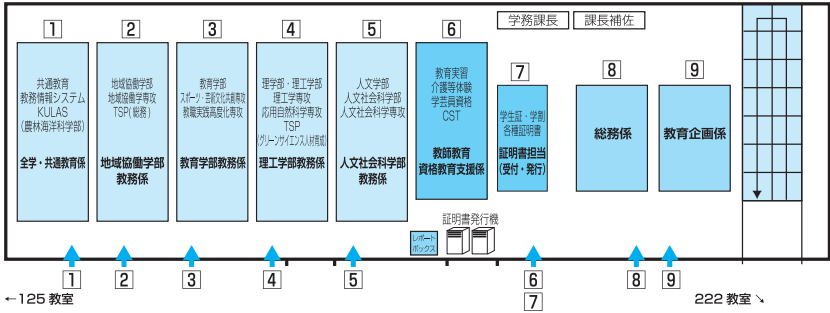 学務課長
課長補佐
1
共通教育
教務情報システム
KULAS
(農林海洋科学部)
全学・共通教育係
2
地域協働学部
地域協働学専攻
TSP(総務)
地域協働学部
教務係
3
教育学部
スポーツ・芸術文化共創専攻
教職実践高度化専攻
教育学部教務係
4
理学部・理工学部
理工学専攻
応用自然科学専攻
TSP
(グリーンサイエンス人材育成)
理工学部教務係
5
人文学部
人文社会科学部
人文社会科学専攻
人文社会科学部
教務係
6
教育実習
介護等体験
学芸員資格
CST
教師教育
資格教育支援係
7
学生証・学割
各種証明書
証明書担当
(受付・発行)
8
総務係
9
教育企画係
レポート
ボックス
証明書発行機
1
2
3
4
5
6
7
8
9
←125教室
222教室↘